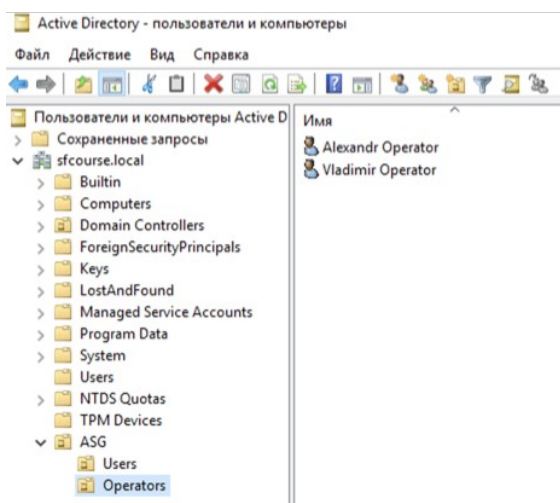 Active Directory - пользователи и компьютеры
Файл Действие Вид Справка
Пользователи и компьютеры Active D
Сохраненные запросы
sfcourse.local
Builtin
Computers
Domain Controllers
ForeignSecurityPrincipals
Keys
LostAndFound
Managed Service Accounts
Program Data
System
Users
NTDS Quotas
TPM Devices
ASG
Users
Operators
Имя
Alexandr Operator
Vladimir Operator